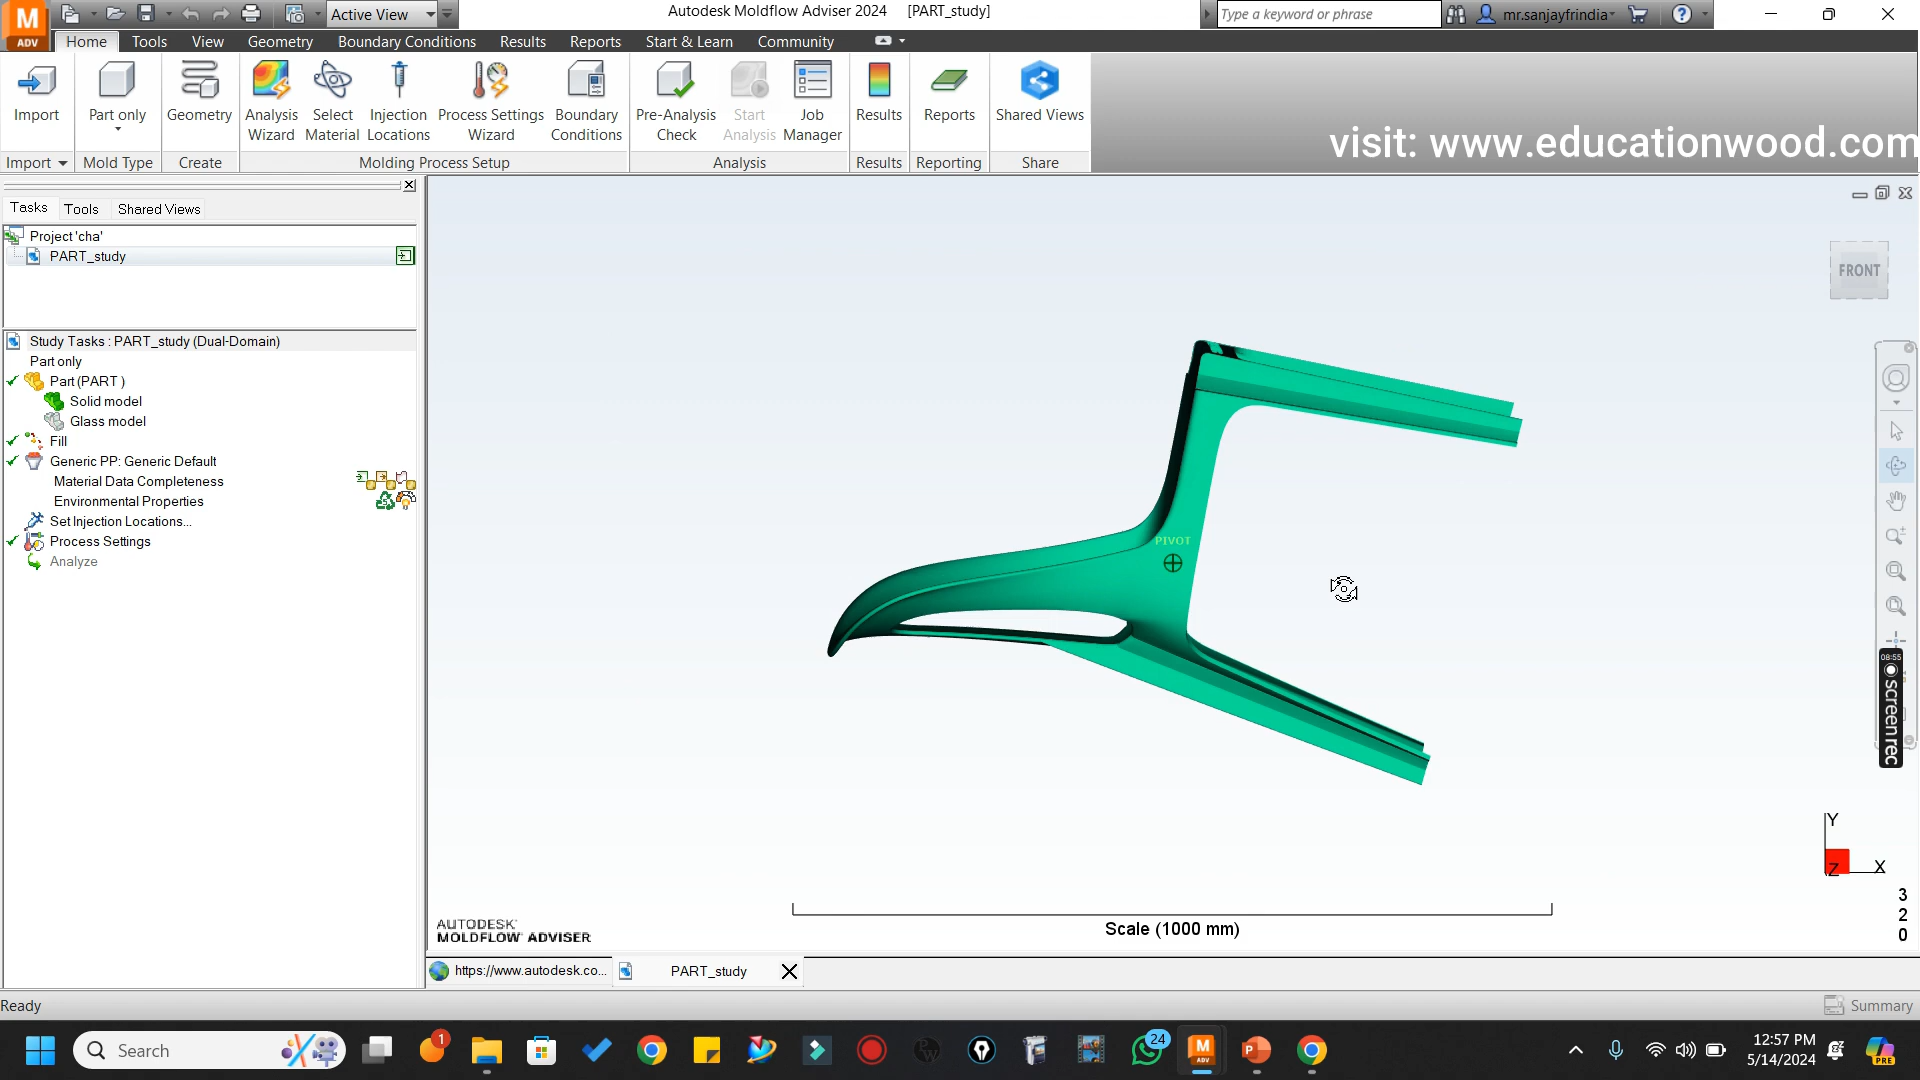 M
ADV
Active View
Autodesk Moldflow Adviser 2024 [PART_study]
Type a keyword or phrase
mr.sanjayfrindia
Home Tools View Geometry Boundary Conditions Results Reports Start & Learn Community
Import
Part only
Geometry
Analysis Wizard
Select Material
Injection Locations
Process Settings Wizard
Boundary Conditions
Pre-Analysis Check
Start Analysis
Job Manager
Results
Reports
Shared Views
Import Mold Type Create Molding Process Setup Analysis Results Reporting Share
visit: www.educationwood.com
Tasks Tools Shared Views
Project 'cha'
PART_study
Study Tasks : PART_study (Dual-Domain)
Part only
Part (PART )
Solid model
Glass model
Fill
Generic PP: Generic Default
Material Data Completeness
Environmental Properties
Set Injection Locations...
Process Settings
Analyze
FRONT
PIVOT
08:55
screenrec
Y
Z
X
3
2
0
Scale (1000 mm)
AUTODESK
MOLDFLOW ADVISER
https://www.autodesk.co...
PART_study
Ready
Summary
Search
1
24
M
ADV
12:57 PM
5/14/2024
PRE